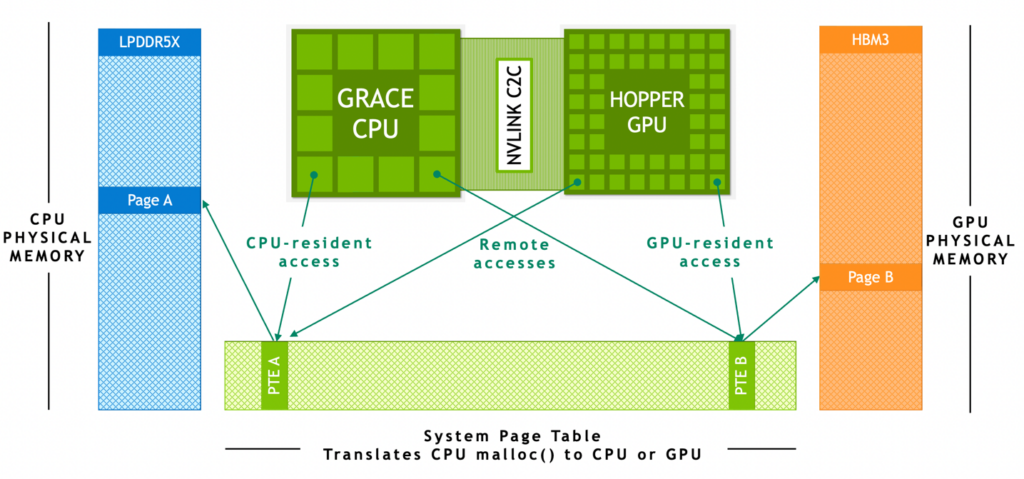 LPDDR5X
Page A
CPU
PHYSICAL
MEMORY
GRACE
CPU
NVLINK C2C
HOPPER
GPU
HBM3
Page B
GPU
PHYSICAL
MEMORY
CPU-resident
access
Remote
accesses
GPU-resident
access
PTE A
PTE B
System Page Table
Translates CPU malloc() to CPU or GPU